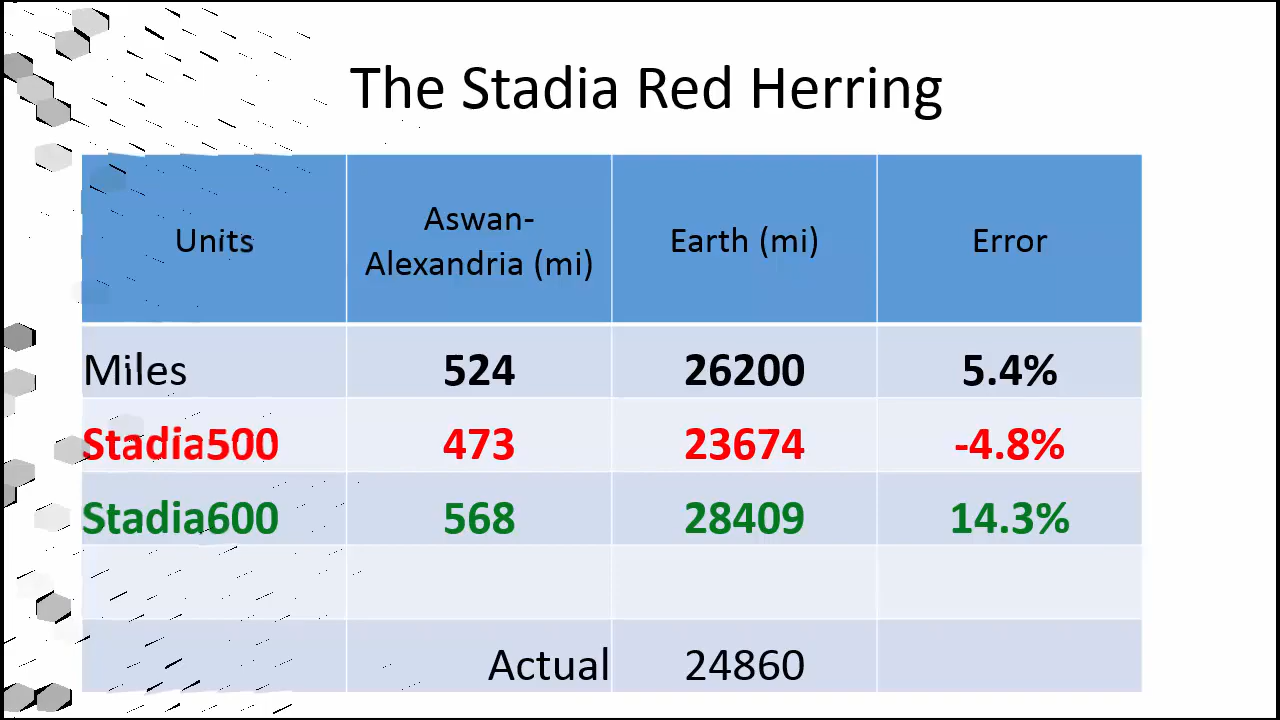 The Stadia Red Herring
Units
Aswan-
Alexandria (mi)
Earth (mi)
Error
Miles 524 26200 5.4%
Stadia500 473 23674 -4.8%
Stadia600 568 28409 14.3%
Actual 24860